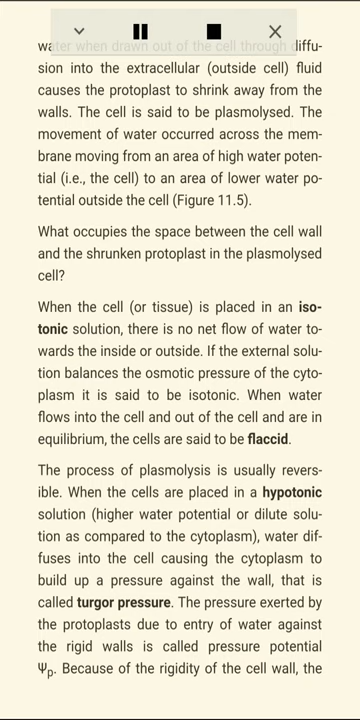 water when drawn out of the cell through diffu-
sion into the extracellular (outside cell) fluid
causes the protoplast to shrink away from the
walls. The cell is said to be plasmolysed. The
movement of water occurred across the mem-
brane moving from an area of high water poten-
tial (i.e., the cell) to an area of lower water po-
tential outside the cell (Figure 11.5).
What occupies the space between the cell wall
and the shrunken protoplast in the plasmolysed
cell?
When the cell (or tissue) is placed in an iso-
tonic solution, there is no net flow of water to-
wards the inside or outside. If the external solu-
tion balances the osmotic pressure of the cyto-
plasm it is said to be isotonic. When water
flows into the cell and out of the cell and are in
equilibrium, the cells are said to be flaccid.
The process of plasmolysis is usually revers-
ible. When the cells are placed in a hypotonic
solution (higher water potential or dilute solu-
tion as compared to the cytoplasm), water dif-
fuses into the cell causing the cytoplasm to
build up a pressure against the wall, that is
called turgor pressure. The pressure exerted by
the protoplasts due to entry of water against
the rigid walls is called pressure potential
Ψp. Because of the rigidity of the cell wall, the